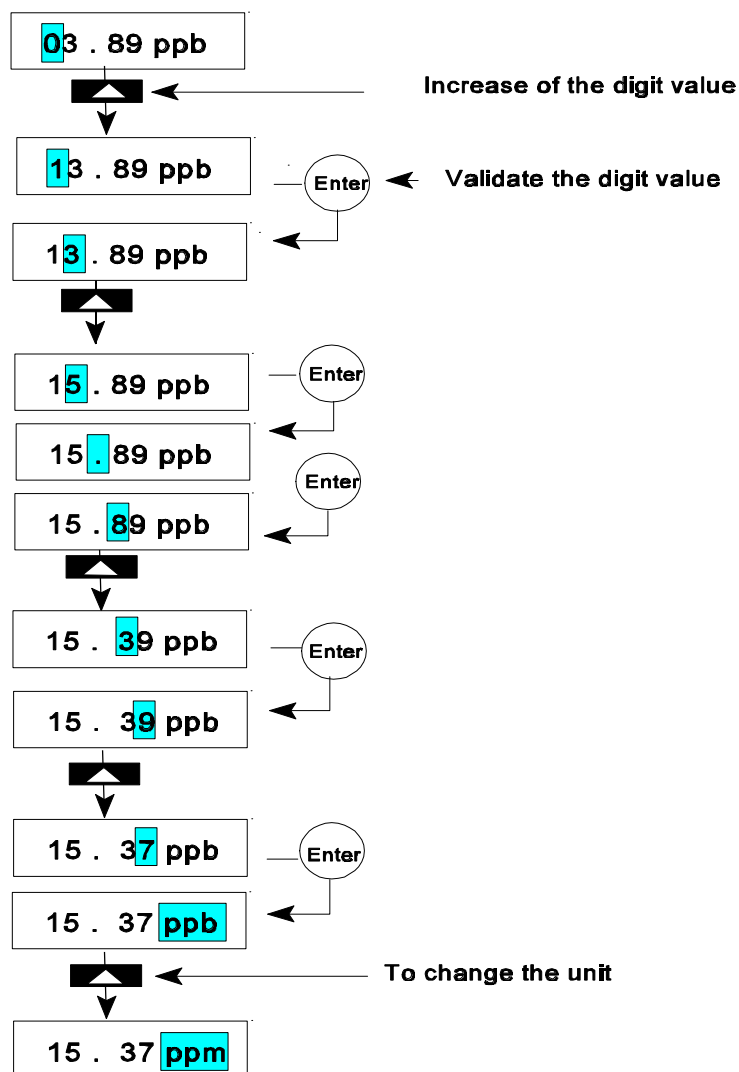 03 . 89 ppb
Increase of the digit value
13 . 89 ppb
Enter
Validate the digit value
13 . 89 ppb
15 . 89 ppb
Enter
15 . 89 ppb
Enter
15 . 89 ppb
15 . 39 ppb
Enter
15 . 39 ppb
15 . 37 ppb
Enter
15 . 37 ppb
To change the unit
15 . 37 ppm